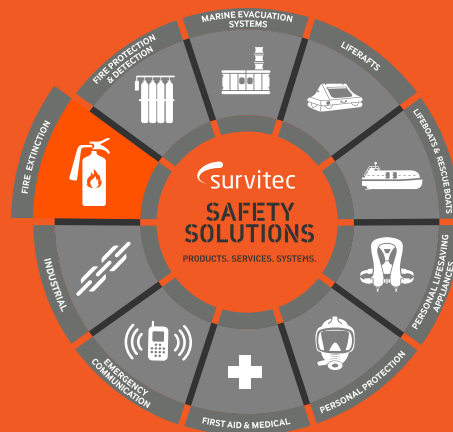 MARINE EVACUATION
SYSTEMS
LIFERAFTS
LIFEBOATS & RESCUE BOATS
PERSONAL LIFESAVING
APPLIANCES
PERSONAL PROTECTION
FIRST AID & MEDICAL
EMERGENCY
COMMUNICATION
INDUSTRIAL
FIRE EXTINCTION
FIRE PROTECTION
& DETECTION
survitec
SAFETY
SOLUTIONS
PRODUCTS. SERVICES. SYSTEMS.